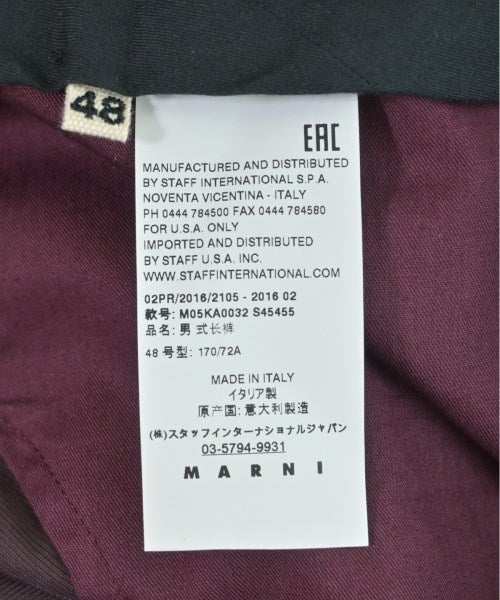 48
EAC
MANUFACTURED AND DISTRIBUTED
BY STAFF INTERNATIONAL S.P.A.
NOVENTA VICENTINA - ITALY
PH 0444 784500 FAX 0444 784580
FOR U.S.A. ONLY
IMPORTED AND DISTRIBUTED
BY STAFF U.S.A. INC.
WWW.STAFFINTERNATIONAL.COM
02PR/2016/2105 - 2016 02
款号: M05KA0032 S45455
品名: 男 式长裤
48 号型: 170/72A
MADE IN ITALY
イタリア製
原产国: 意大利製造
(株)スタッフインターナショナルジャパン
03-5794-9931
MARNI